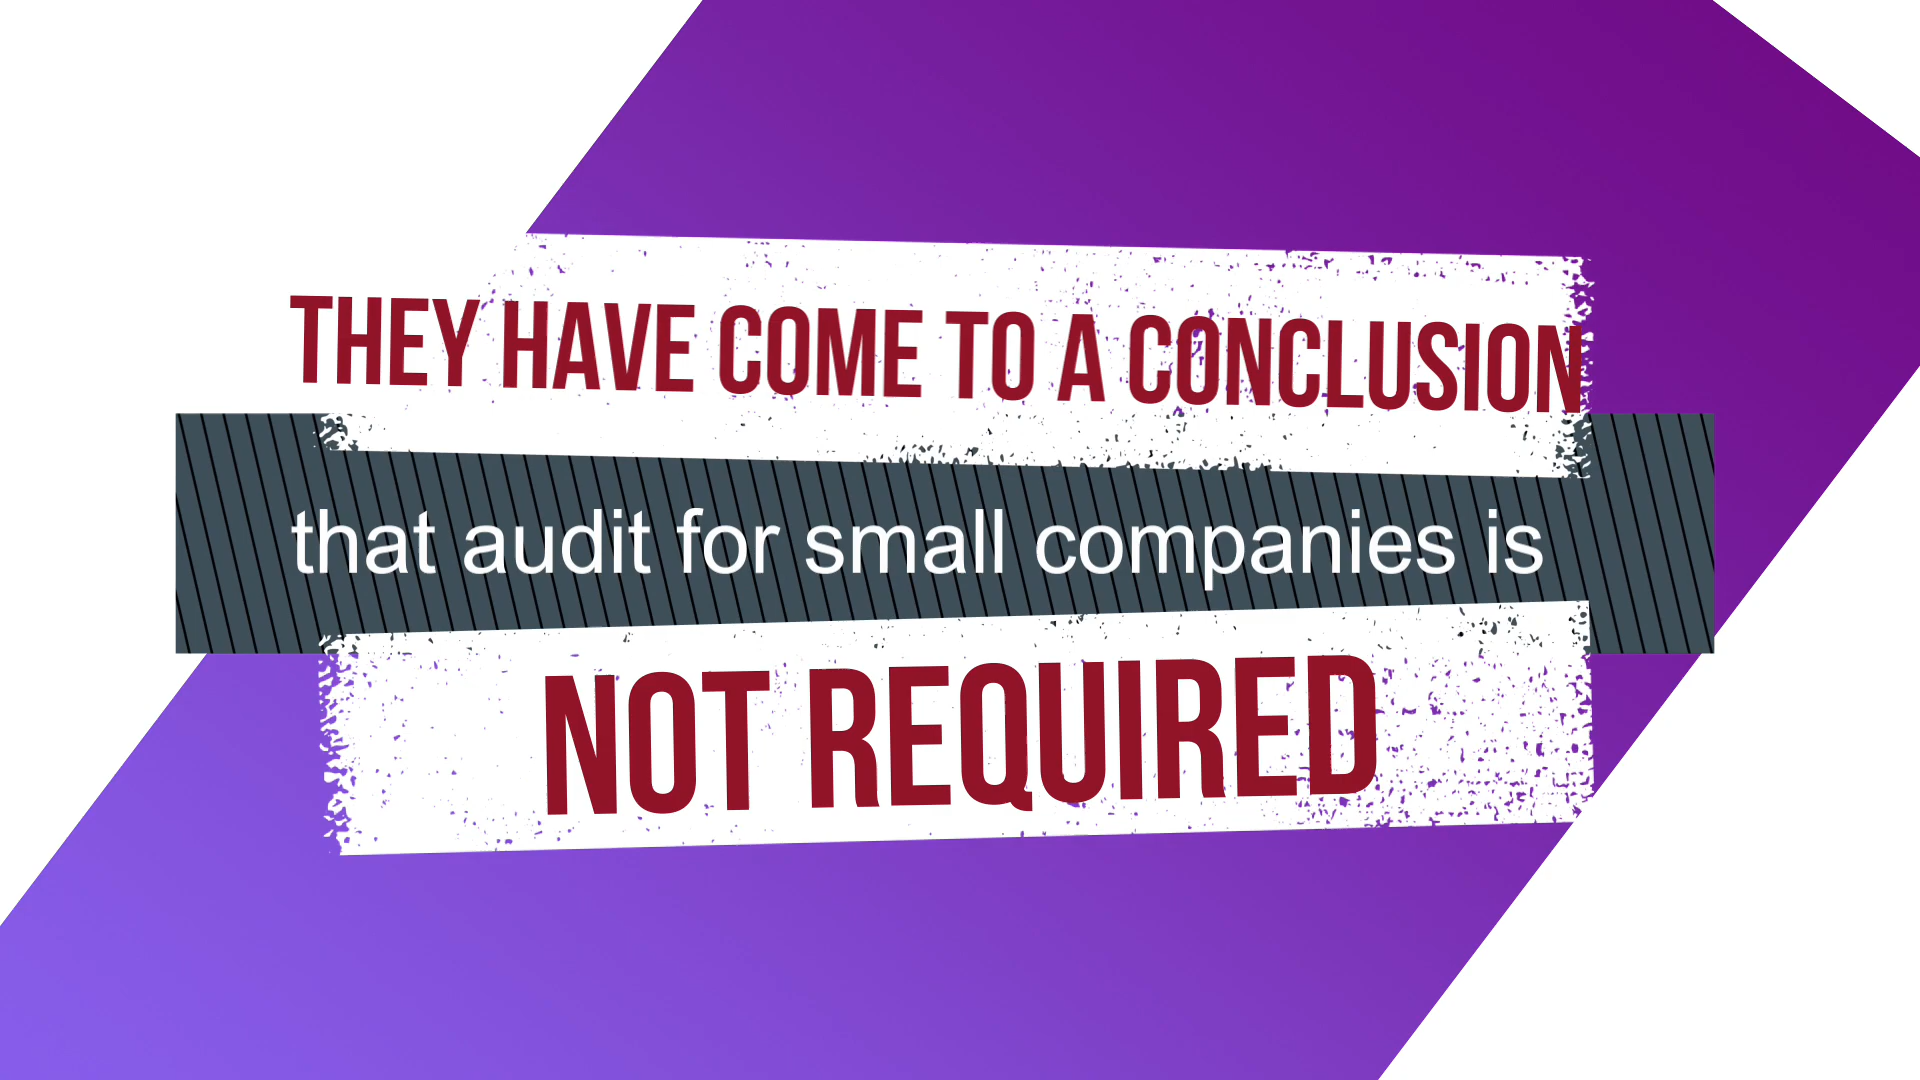 THEY HAVE COME TO A CONCLUSION
that audit for small companies is
NOT REQUIRED